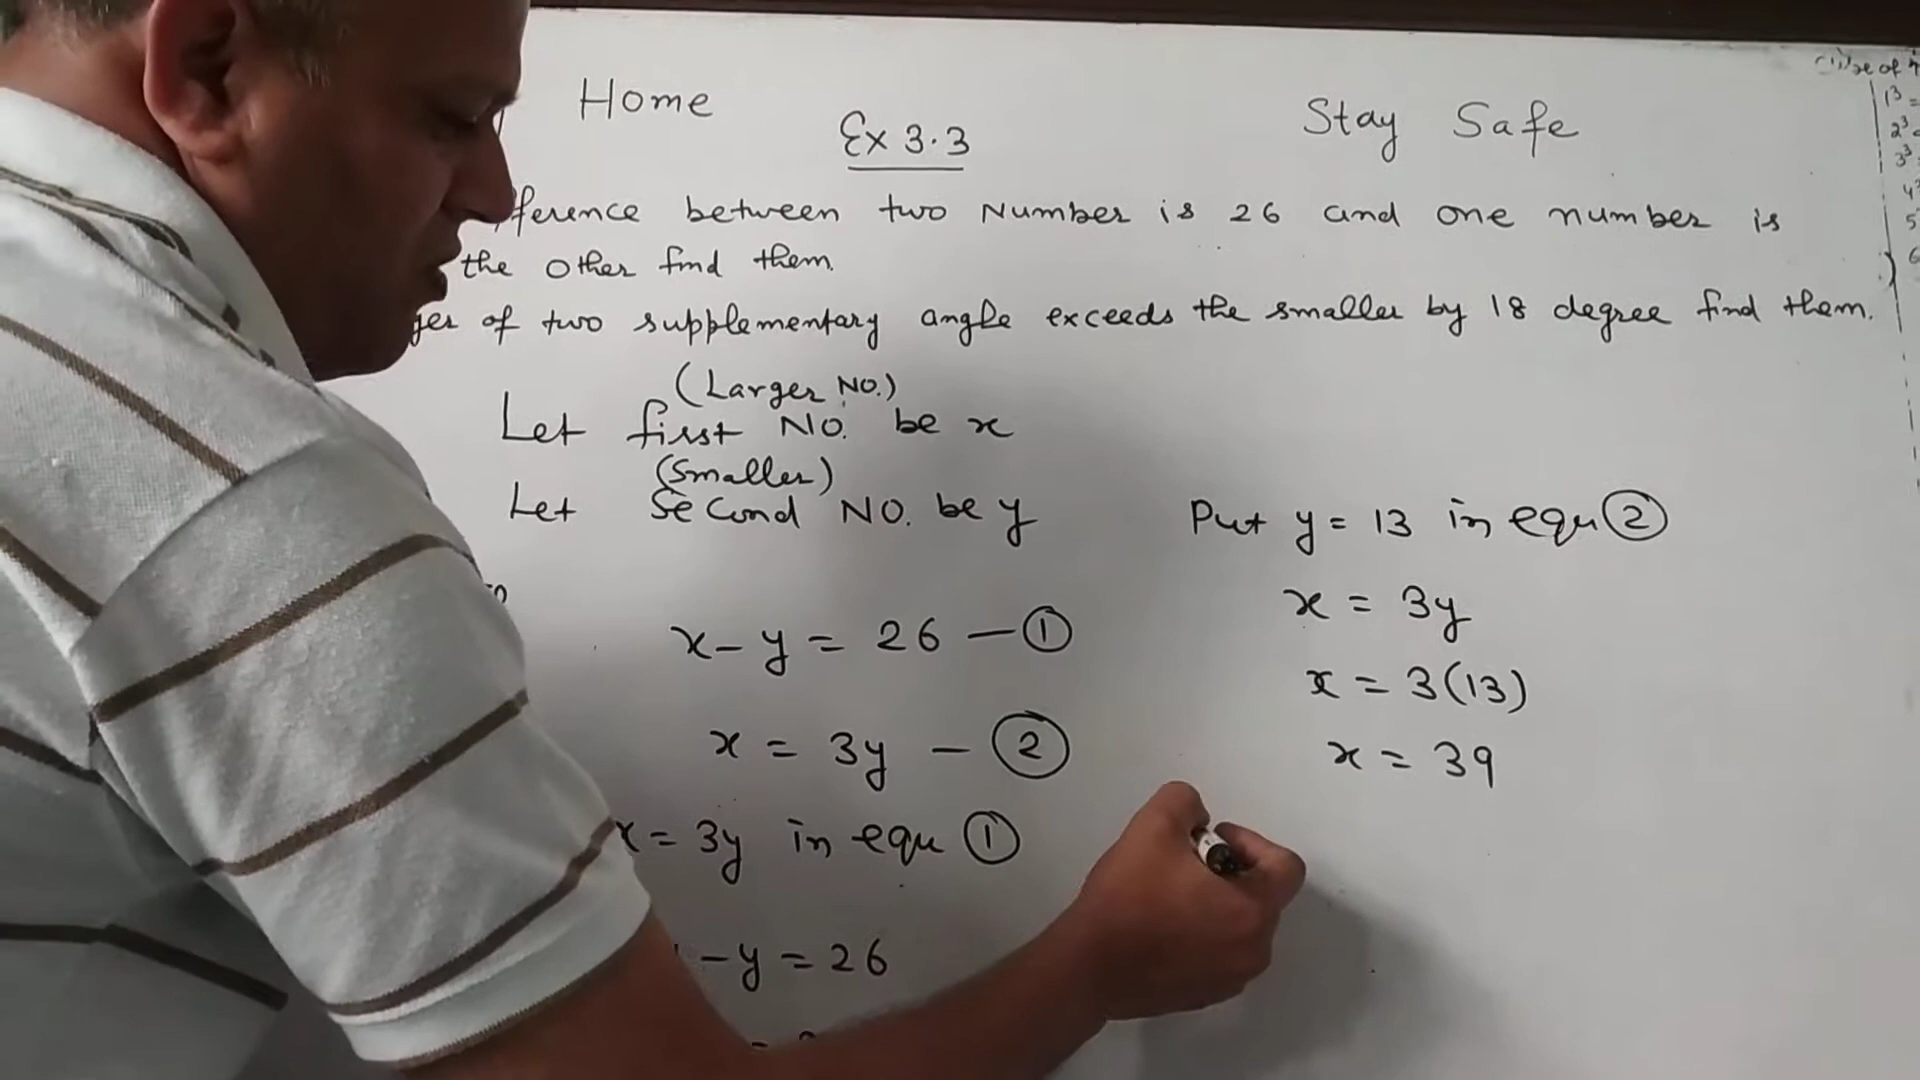 Home
Stay Safe
Ex 3.3
between two Number is 26 and one number is
the other find them.
of two supplementary angle exceeds the smaller by 18 degree find them.
(Larger NO.)
Let first NO. be x
(Smaller)
Let Second NO. be y
x - y = 26 - ①
x = 3y - ②
x = 3y in equ ①
- y = 26
Put y = 13 in equ ②
x = 3y
x = 3(13)
x = 39
1³ =
2³
3³